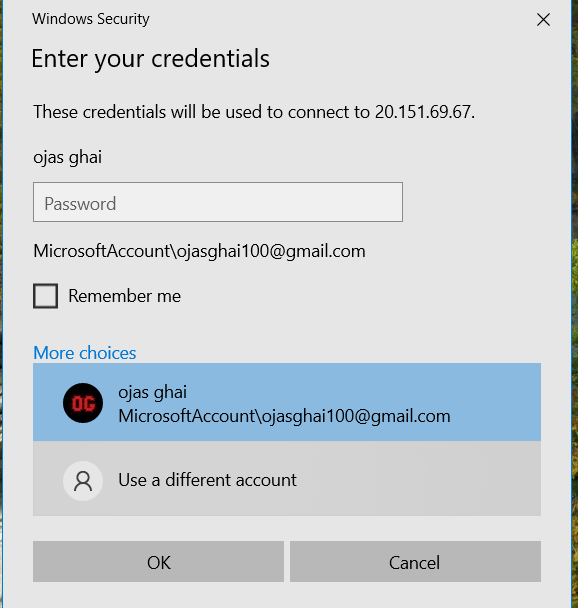 Windows Security
Enter your credentials
These credentials will be used to connect to 20.151.69.67.
ojas ghai
Password
MicrosoftAccount\ojasghai100@gmail.com
Remember me
More choices
OG
ojas ghai
MicrosoftAccount\ojasghai100@gmail.com
Use a different account
OK
Cancel